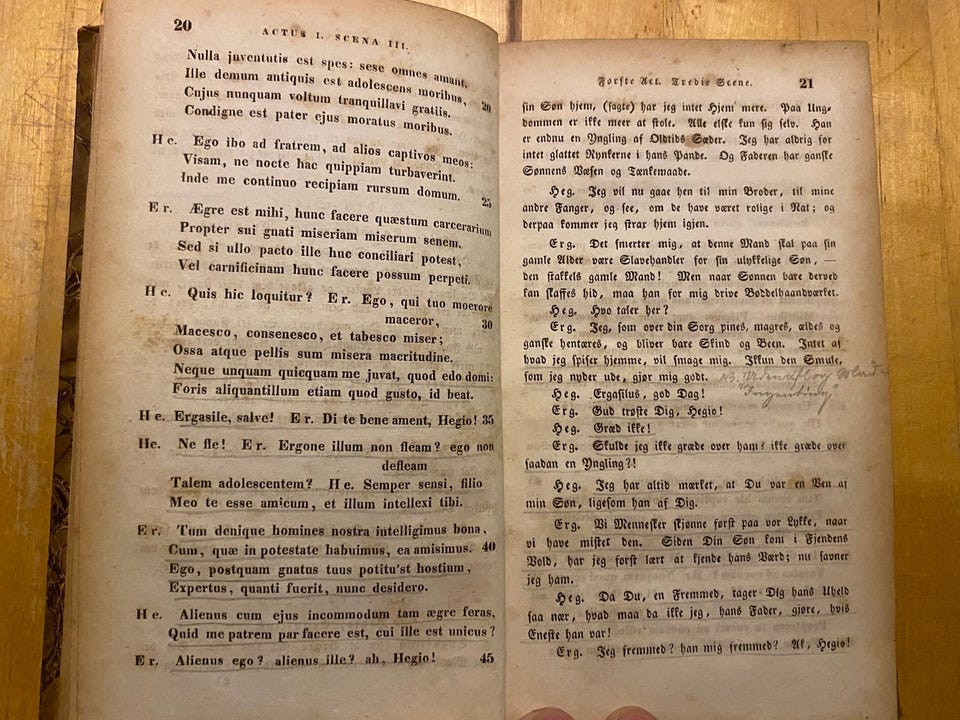 20
ACTUS I. SCENA III.
Nulla juventutis est spes: sese omnes amant.
Ille demum antiquis est adolescens moribus, 20
Cujus nunquam voltum tranquillavi gratiis.
Condigne est pater ejus moratus moribus.
He. Ego ibo ad fratrem, ad alios captivos meos:
Visam, ne nocte hac quippiam turbaverint.
Inde me continuo recipiam rursum domum. 25
Er. Ægre est mihi, hunc facere quæstum carcerarium
Propter sui gnati miseriam miserum senem.
Sed si ullo pacto ille huc conciliari potest,
Vel carnificinam hunc facere possum perpeti.
He. Quis hic loquitur? Er. Ego, qui tuo moerore
maceror, 30
Macesco, consenesco, et tabesco miser;
Ossa atque pellis sum misera macritudine.
Neque unquam quicquam me juvat, quod edo domi:
Foris aliquantillum etiam quod gusto, id beat.
He. Ergasile, salve! Er. Di te bene ament, Hegio! 35
He. Ne fle! Er. Ergone illum non fleam? ego non
defleam
Talem adolescentem? He. Semper sensi, filio
Meo te esse amicum, et illum intellexi tibi.
Er. Tum denique homines nostra intelligimus bona,
Cum, quæ in potestate habuimus, ea amisimus. 40
Ego, postquam gnatus tuus potitu'st hostium,
Expertus, quanti fuerit, nunc desidero.
He. Alienus cum ejus incommodum tam ægre feras,
Quid me patrem par facere est, cui ille est unicus?
Er. Alienus ego? alienus ille? ah, Hegio! 45
Første Act. Tredie Scene. 21
sin Søn hjem, (sagte) har jeg intet Hjem mere. Paa Ung-
dommen er ikke meer at stole. Alle elske kun sig selv. Han
er endnu en Yngling af Oldtids Sæder. Jeg har aldrig for
intet glattet Rynkerne i hans Pande. Og Faderen har ganske
Sønnens Væsen og Tænkemaade.
Heg. Jeg vil nu gaae hen til min Broder, til mine
andre Fanger, og see, om de have været rolige i Nat; og
derpaa kommer jeg strax hjem igjen.
Erg. Det smerter mig, at denne Mand skal paa sin
gamle Alder være Slavehandler for sin ulykkelige Søn, —
den stakkels gamle Mand! Men naar Sønnen bare derved
kan skaffes hid, maa han for mig drive Bøddelhaandværket.
Heg. Hvo taler her?
Erg. Jeg, som over din Sorg pines, magres, ældes og
ganske hentæres, og bliver bare Skind og Been. Intet af
hvad jeg spiser hjemme, vil smage mig. Ikkun den Smule,
som jeg nyder ude, gjør mig godt.
Heg. Ergasilus, god Dag!
Erg. Gud trøste Dig, Hegio!
Heg. Græd ikke!
Erg. Skulde jeg ikke græde over ham? ikke græde over
saadan en Yngling?!
Heg. Jeg har altid mærket, at Du var en Ven af
min Søn, ligesom han af Dig.
Erg. Vi Mennesker skjønne først paa vor Lykke, naar
vi have mistet den. Siden Din Søn kom i Fjendens
Vold, har jeg først lært at kjende hans Værd; nu savner
jeg ham.
Heg. Da Du, en Fremmed, tager Dig hans Uheld
saa nær, hvad maa da ikke jeg, hans Fader, gjøre, hvis
Eneste han var!
Erg. Jeg fremmed? han mig fremmed? Ak, Hegio!